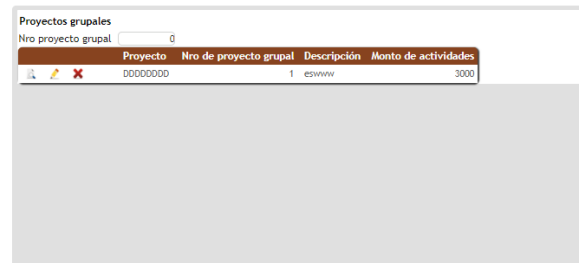 Proyectos grupales
Nro proyecto grupal 0
Proyecto Nro de proyecto grupal Descripción Monto de actividades
DDDDDDDD 1 eswww 3000